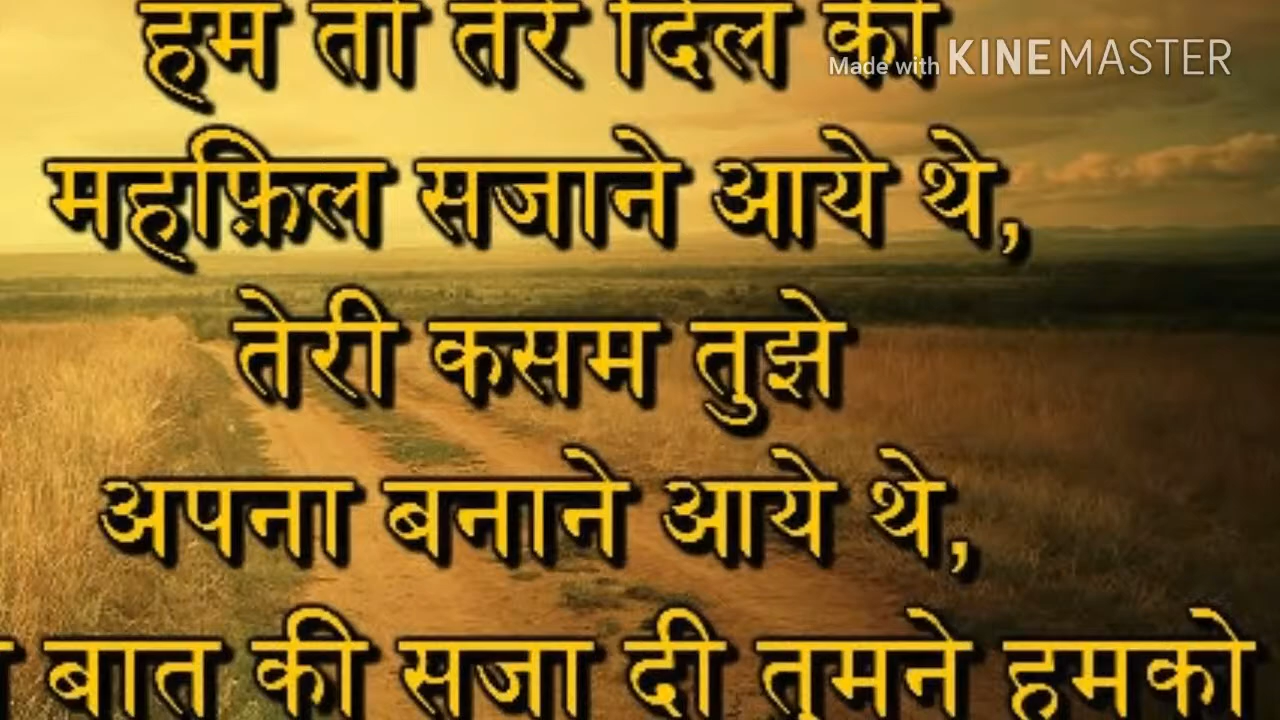 हम तो तेरे दिल की
Made with KINEMASTER
महफ़िल सजाने आये थे,
तेरी कसम तुझे
अपना बनाने आये थे,
बात की सजा दी तुमने हमको